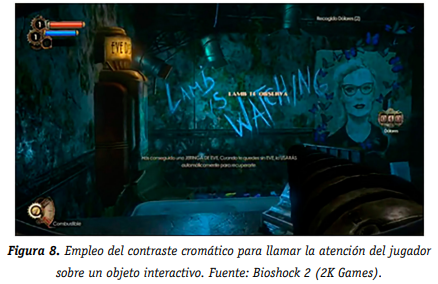 1
Recogido Dólares (2)
1
EVE
LAMB IS WATCHING
LAMB TE OBSERVA
Dólares
Has conseguido una JERINGA DE EVE. Cuando te quedes sin EVE, la USARÁS
automáticamente para recuperarte
Combustible
Figura 8. Empleo del contraste cromático para llamar la atención del jugador
sobre un objeto interactivo. Fuente: Bioshock 2 (2K Games).